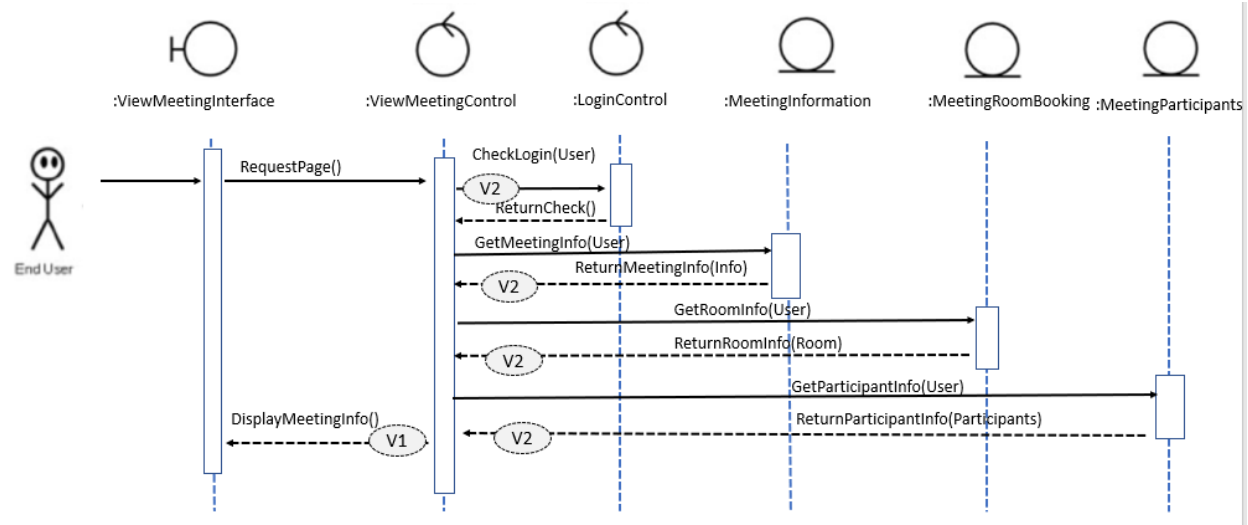 :ViewMeetingInterface
:ViewMeetingControl
:LoginControl
:MeetingInformation
:MeetingRoomBooking
:MeetingParticipants
End User
RequestPage()
CheckLogin(User)
V2
ReturnCheck()
GetMeetingInfo(User)
ReturnMeetingInfo(Info)
V2
GetRoomInfo(User)
ReturnRoomInfo(Room)
V2
GetParticipantInfo(User)
DisplayMeetingInfo()
V1
ReturnParticipantInfo(Participants)
V2